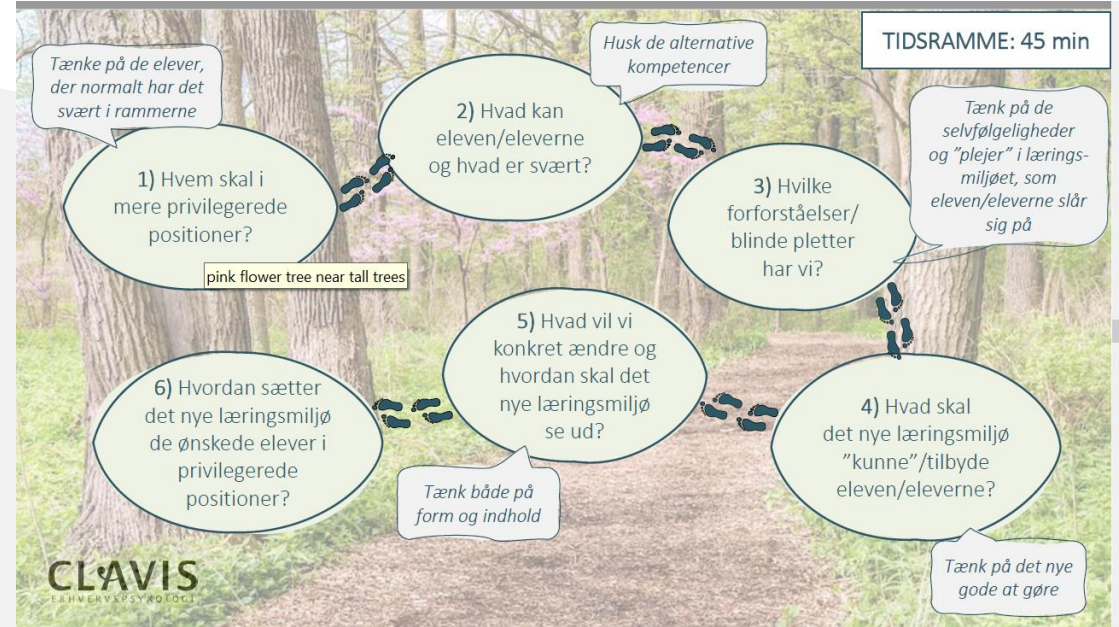 TIDSRAMME: 45 min
Tænke på de elever,
der normalt har det
svært i rammerne
1) Hvem skal i
mere privilegerede
positioner?
pink flower tree near tall trees
Husk de alternative
kompetencer
2) Hvad kan
eleven/eleverne
og hvad er svært?
Tænk på de
selvfølgeligheder
og ”plejer” i lærings-
miljøet, som
eleven/eleverne slår
sig på
3) Hvilke
forforståelser/
blinde pletter
har vi?
4) Hvad skal
det nye læringsmiljø
”kunne”/tilbyde
eleven/eleverne?
Tænk på det nye
gode at gøre
5) Hvad vil vi
konkret ændre og
hvordan skal det
nye læringsmiljø
se ud?
Tænk både på
form og indhold
6) Hvordan sætter
det nye læringsmiljø
de ønskede elever i
privilegerede
positioner?
CLAVIS
ERHVERVSPSYKOLOGI